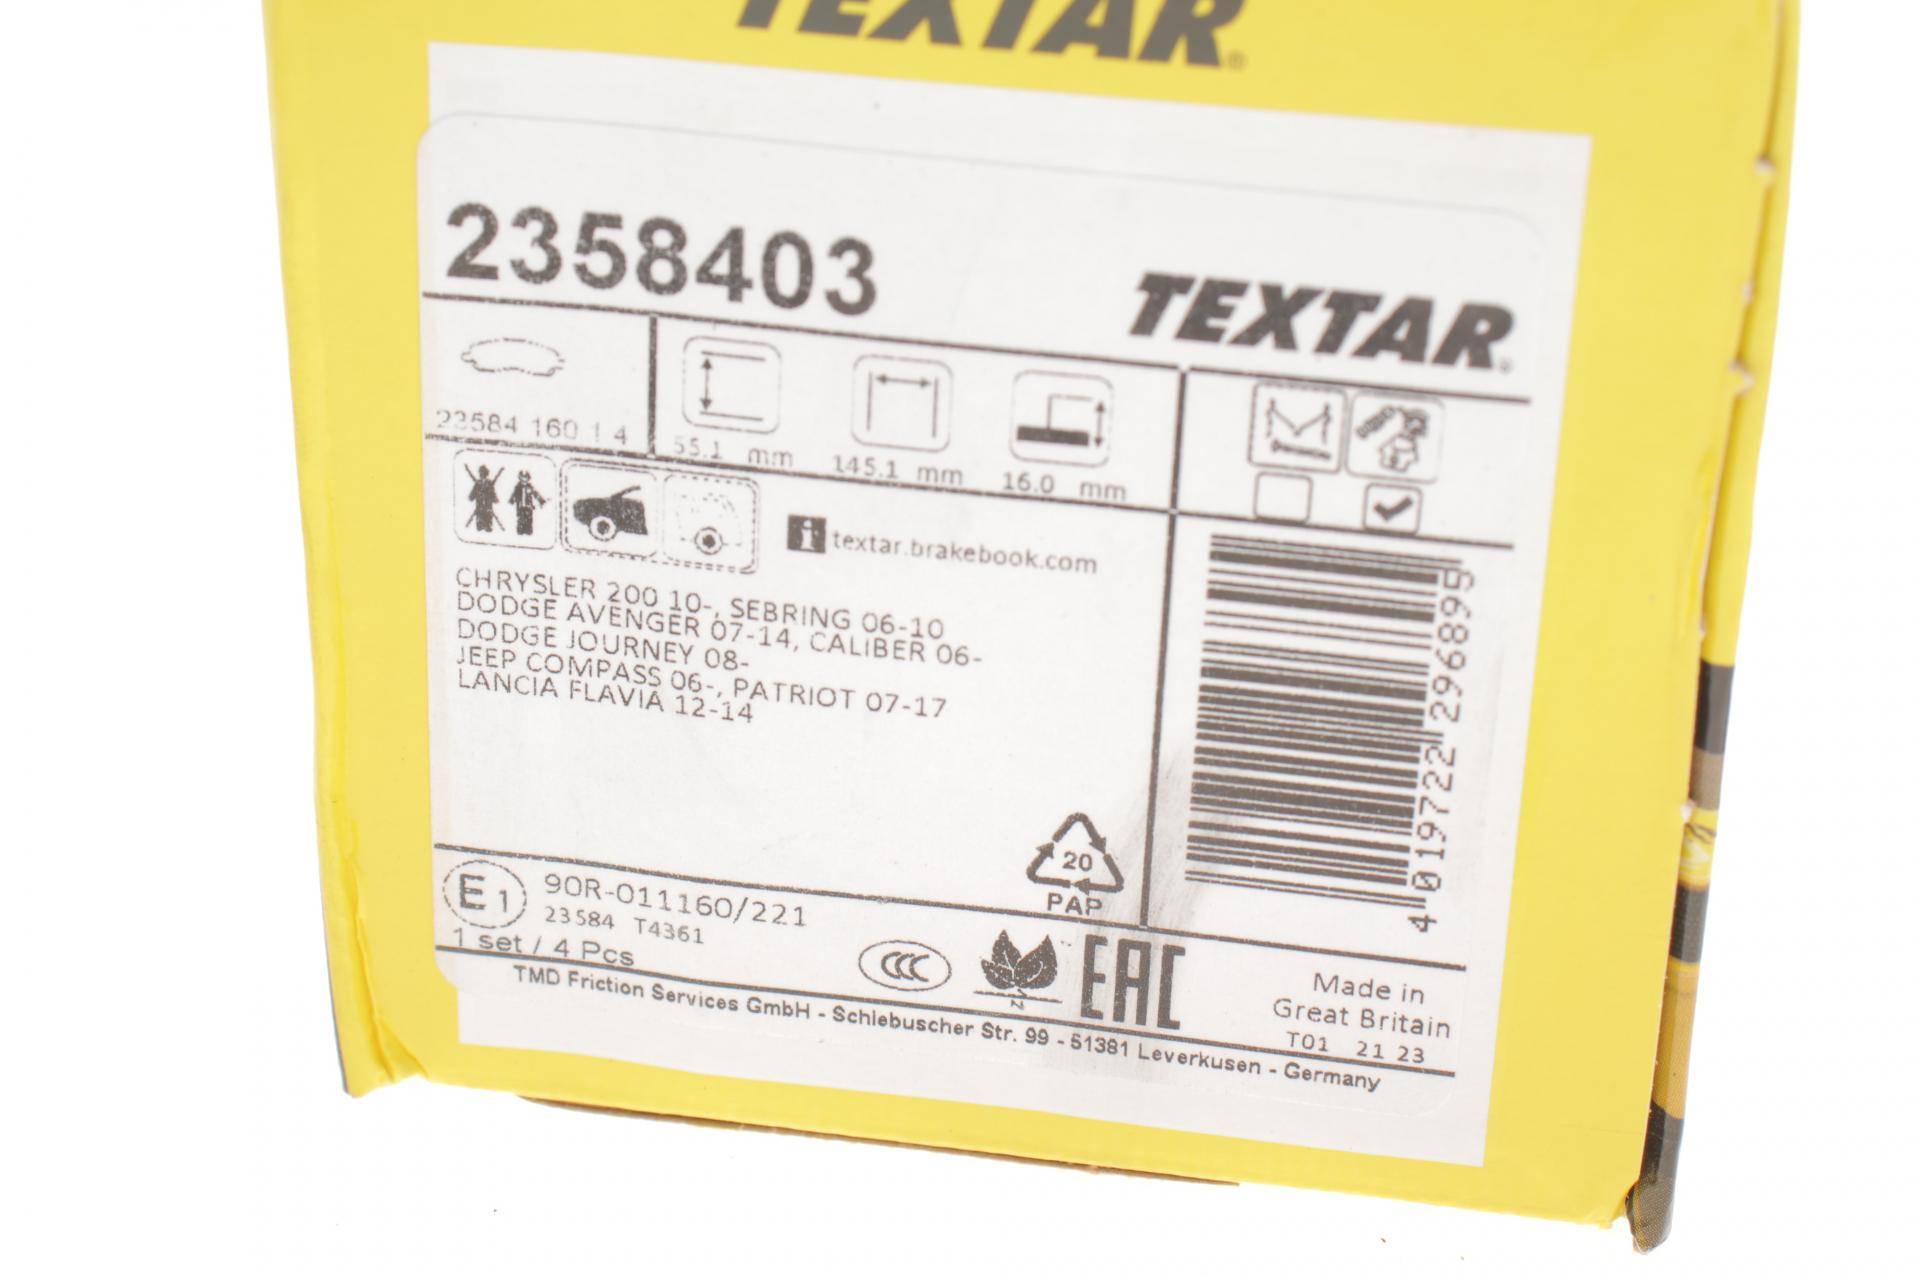 TEXTAR®
2358403
TEXTAR®
23584 160 1 4
55.1 mm
145.1 mm
16.0 mm
i textar.brakebook.com
CHRYSLER 200 10-, SEBRING 06-10
DODGE AVENGER 07-14, CALIBER 06-
DODGE JOURNEY 08-
JEEP COMPASS 06-, PATRIOT 07-17
LANCIA FLAVIA 12-14
4 019722 296895
20
PAP
E1
90R-011160/221
23584 T4361
1 set / 4 Pcs
CCC
N
EAC
Made in
Great Britain
T01 21 23
TMD Friction Services GmbH - Schlebuscher Str. 99 - 51381 Leverkusen - Germany